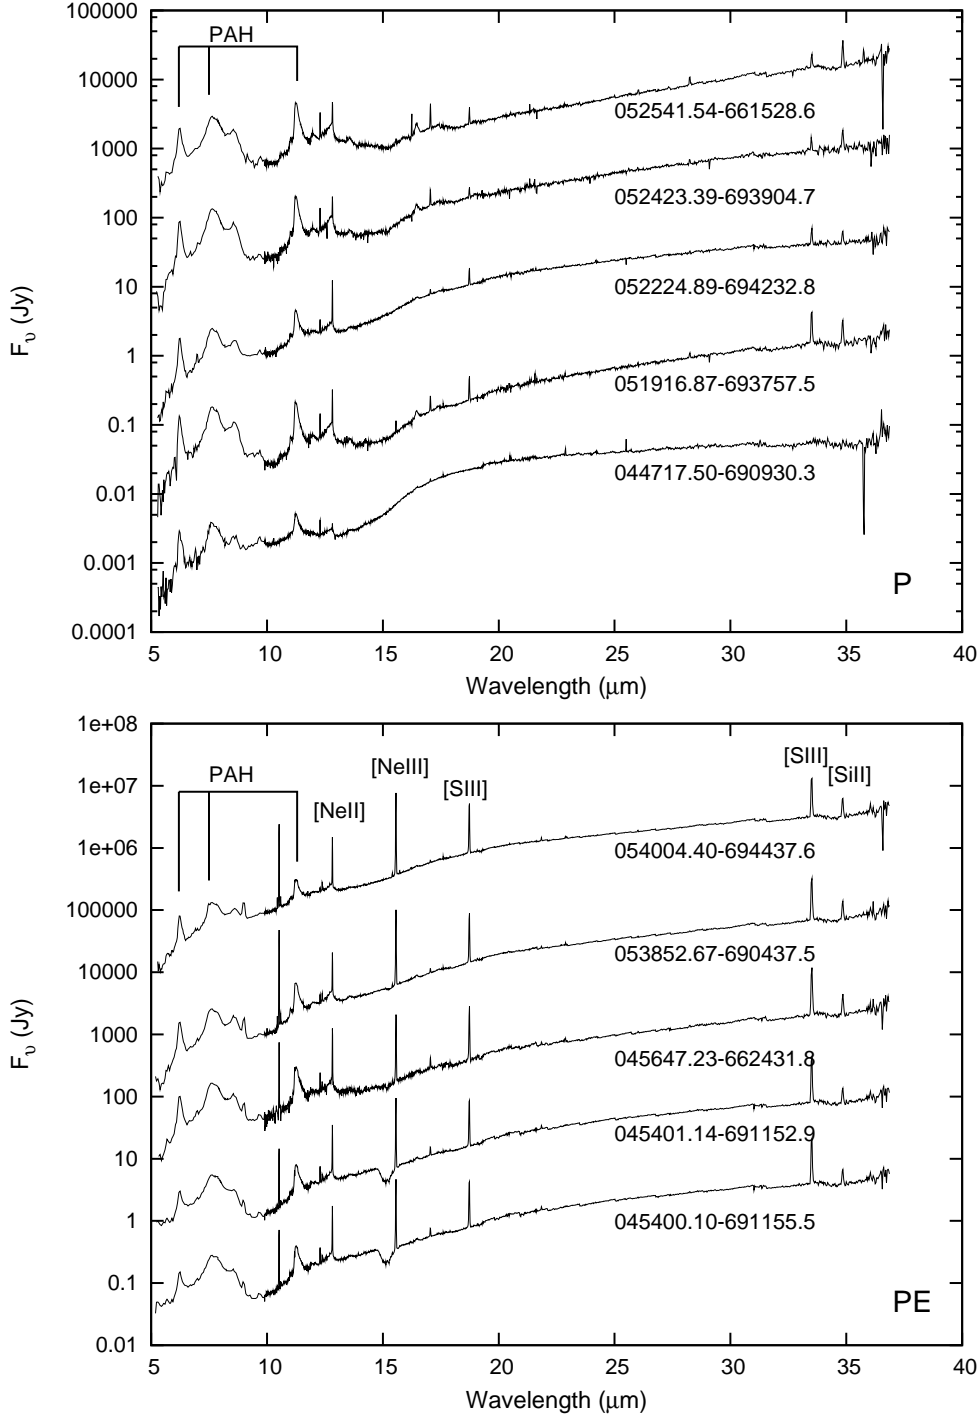 100000
10000
1000
100
10
1
0.1
0.01
0.001
0.0001
F_υ (Jy)
PAH
052541.54-661528.6
052423.39-693904.7
052224.89-694232.8
051916.87-693757.5
044717.50-690930.3
P
5 10 15 20 25 30 35 40
Wavelength (μm)
1e+08
1e+07
1e+06
100000
10000
1000
100
10
1
0.1
0.01
F_υ (Jy)
PAH
[NeII]
[NeIII]
[SIII]
[SIII]
[SiII]
054004.40-694437.6
053852.67-690437.5
045647.23-662431.8
045401.14-691152.9
045400.10-691155.5
PE
5 10 15 20 25 30 35 40
Wavelength (μm)